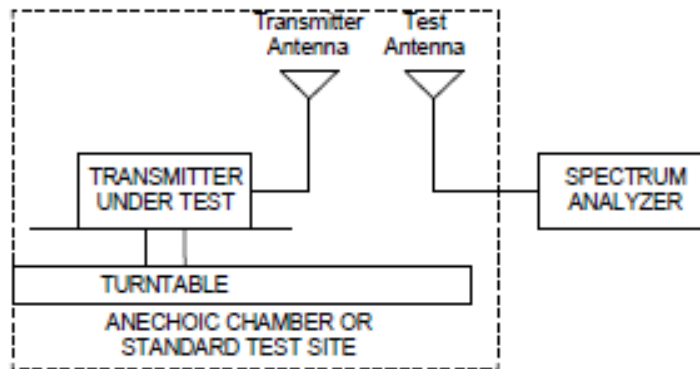 Transmitter
Antenna
Test
Antenna
TRANSMITTER
UNDER TEST
SPECTRUM
ANALYZER
TURNTABLE
ANECHOIC CHAMBER OR
STANDARD TEST SITE